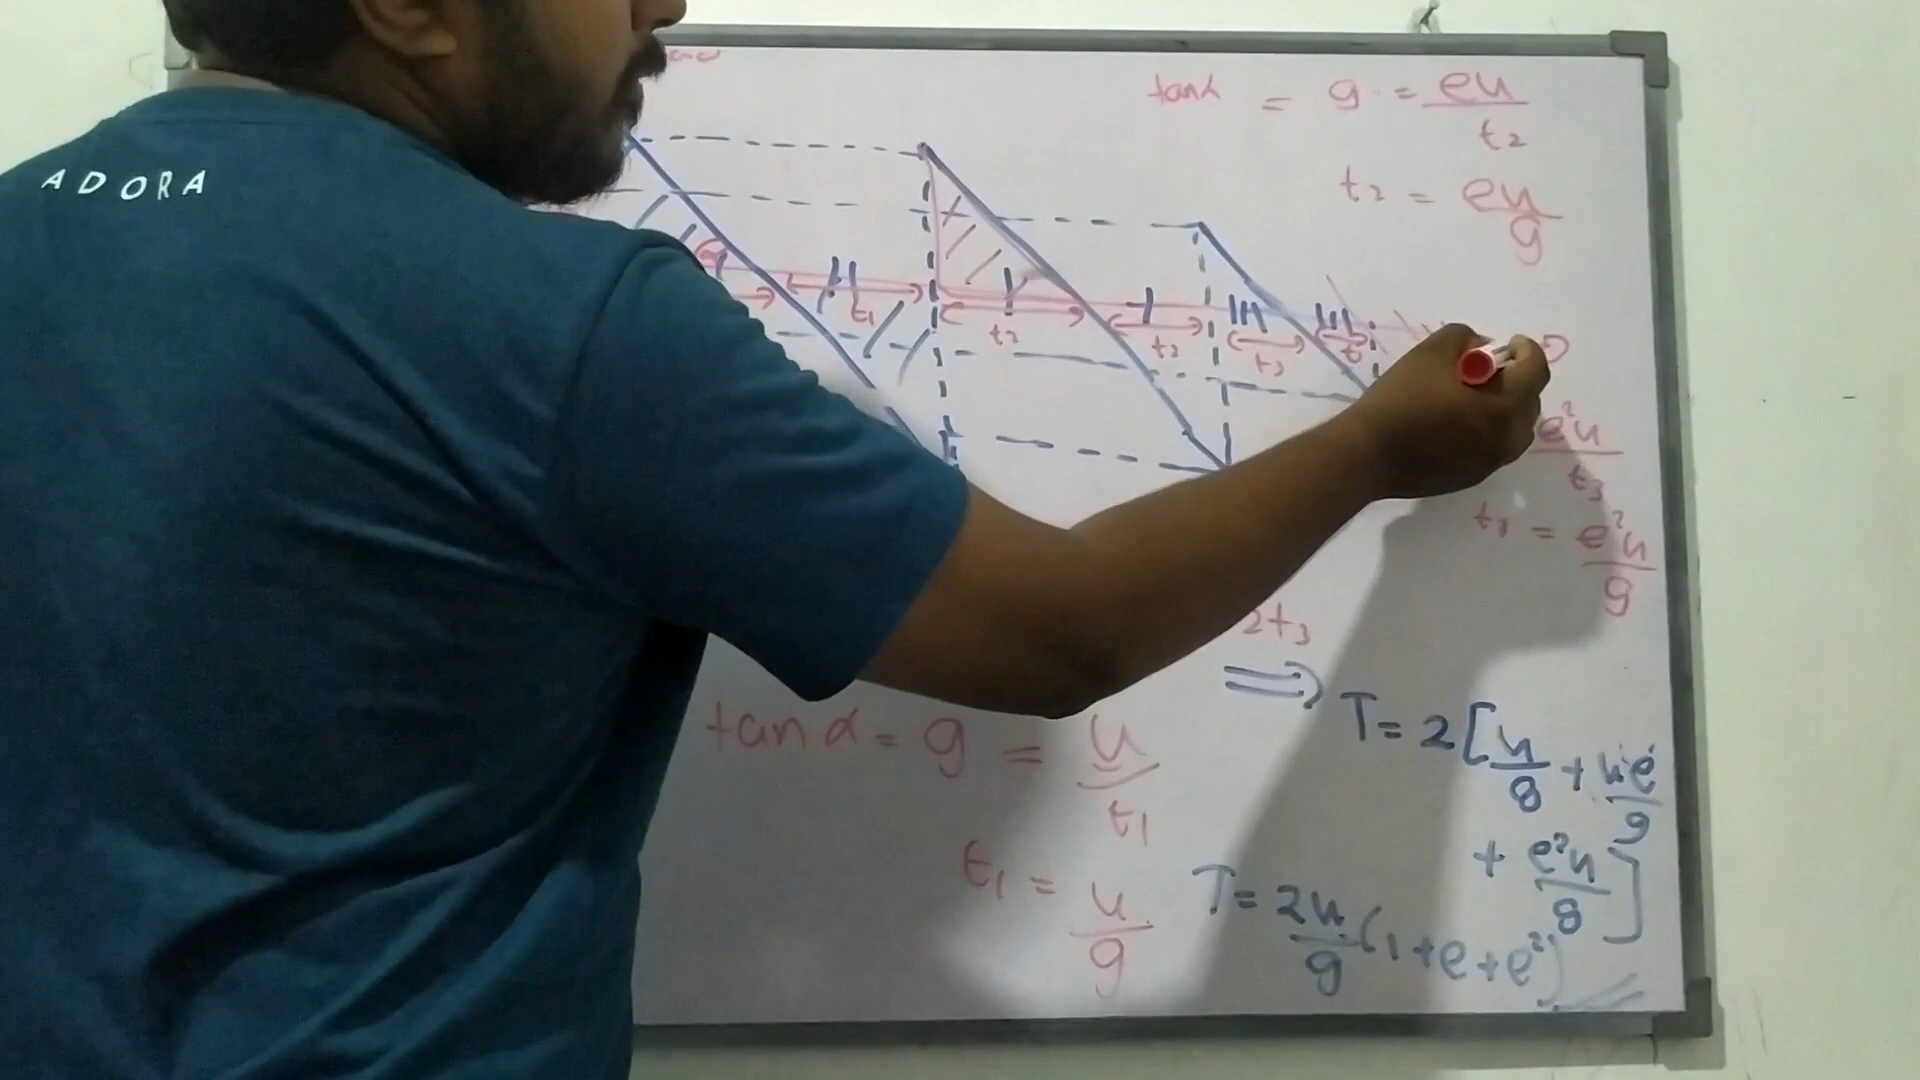 ADORA
tanα = g = eu/t2
t2 = eu/g
t1
t2
t2
t3
e²u/t3
t3 = e²u/g
2t3
⟹ T = 2[u/g + ue/g
+ e²u/g]
tanα = g = u/t1
t1 = u/g
T = 2u/g (1 + e + e²)